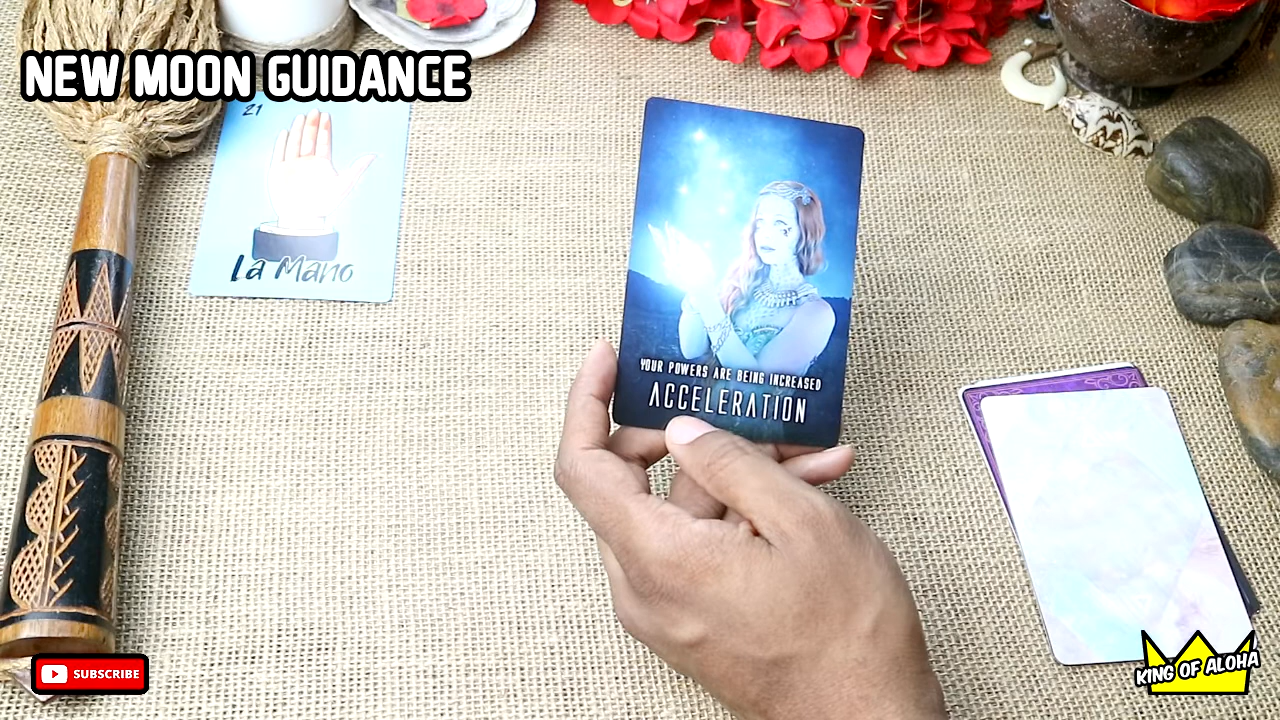 NEW MOON GUIDANCE
21
La Mano
YOUR POWERS ARE BEING INCREASED
ACCELERATION
SUBSCRIBE
KING OF ALOHA